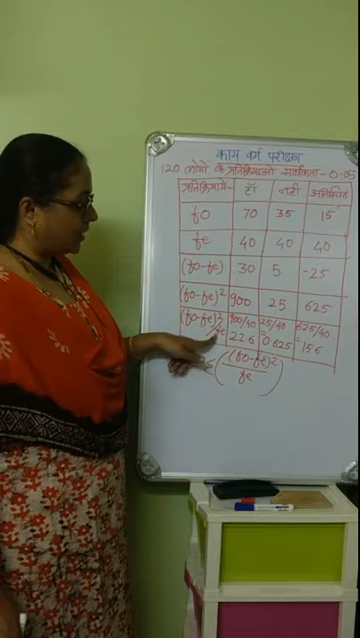 काय वर्ग परीक्षण
120 लोगों के प्रतिक्रियाओं सार्थकता - 0.05
प्रतिक्रियायें- हाँ नहीं अनिश्चित
fo 70 35 15
fe 40 40 40
(fo-fe) 30 5 -25
(fo-fe)² 900 25 625
(fo-fe)²/fe 900/40 25/40 625/40
22.6 = 0.625 = 156
((fo-fe)²
fe)